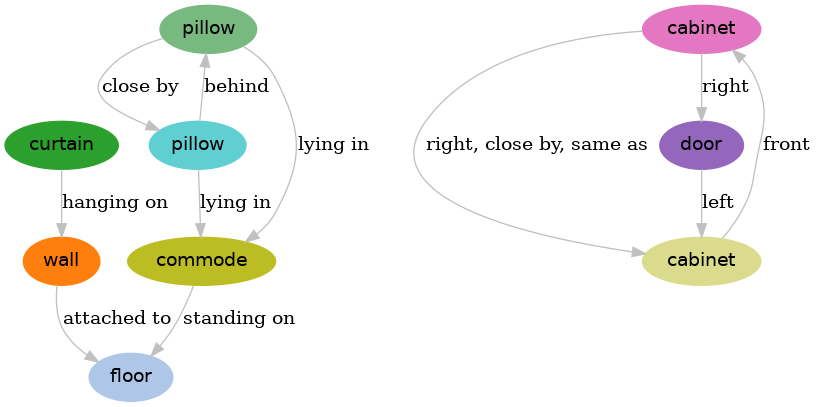 pillow
cabinet
close by
behind
right
curtain
pillow
lying in
right, close by, same as
door
front
hanging on
lying in
left
wall
commode
cabinet
attached to
standing on
floor